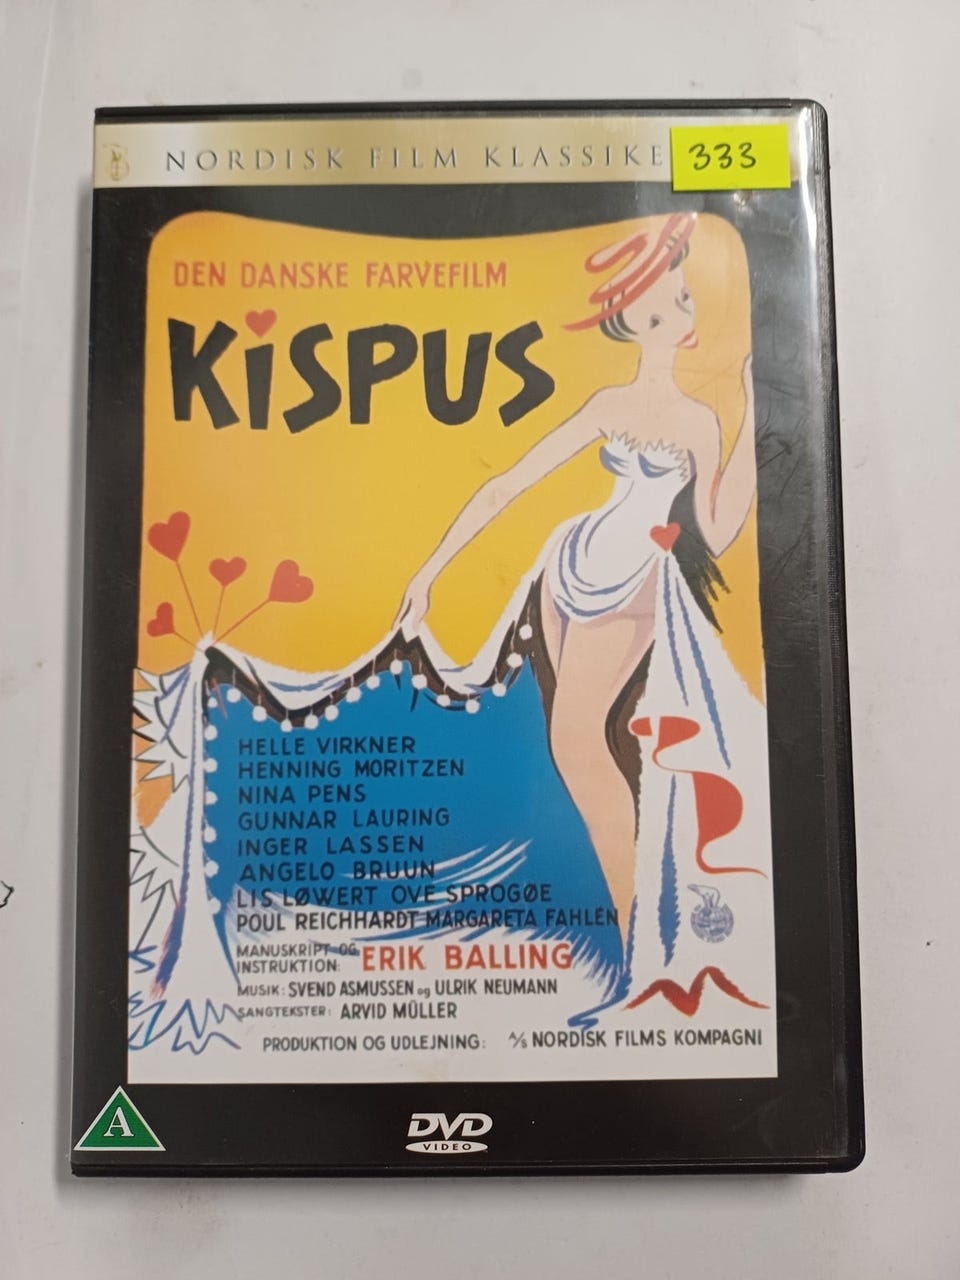 NORDISK FILM KLASSIKE
333
DEN DANSKE FARVEFILM
KiSPUS
HELLE VIRKNER
HENNING MORITZEN
NINA PENS
GUNNAR LAURING
INGER LASSEN
ANGELO BRUUN
LIS LØWERT OVE SPROGØE
POUL REICHHARDT MARGARETA FAHLÉN
MANUSKRIPT OG
INSTRUKTION: ERIK BALLING
MUSIK: SVEND ASMUSSEN og ULRIK NEUMANN
SANGTEKSTER: ARVID MÜLLER
PRODUKTION OG UDLEJNING: A/S NORDISK FILMS KOMPAGNI
A
DVD
VIDEO